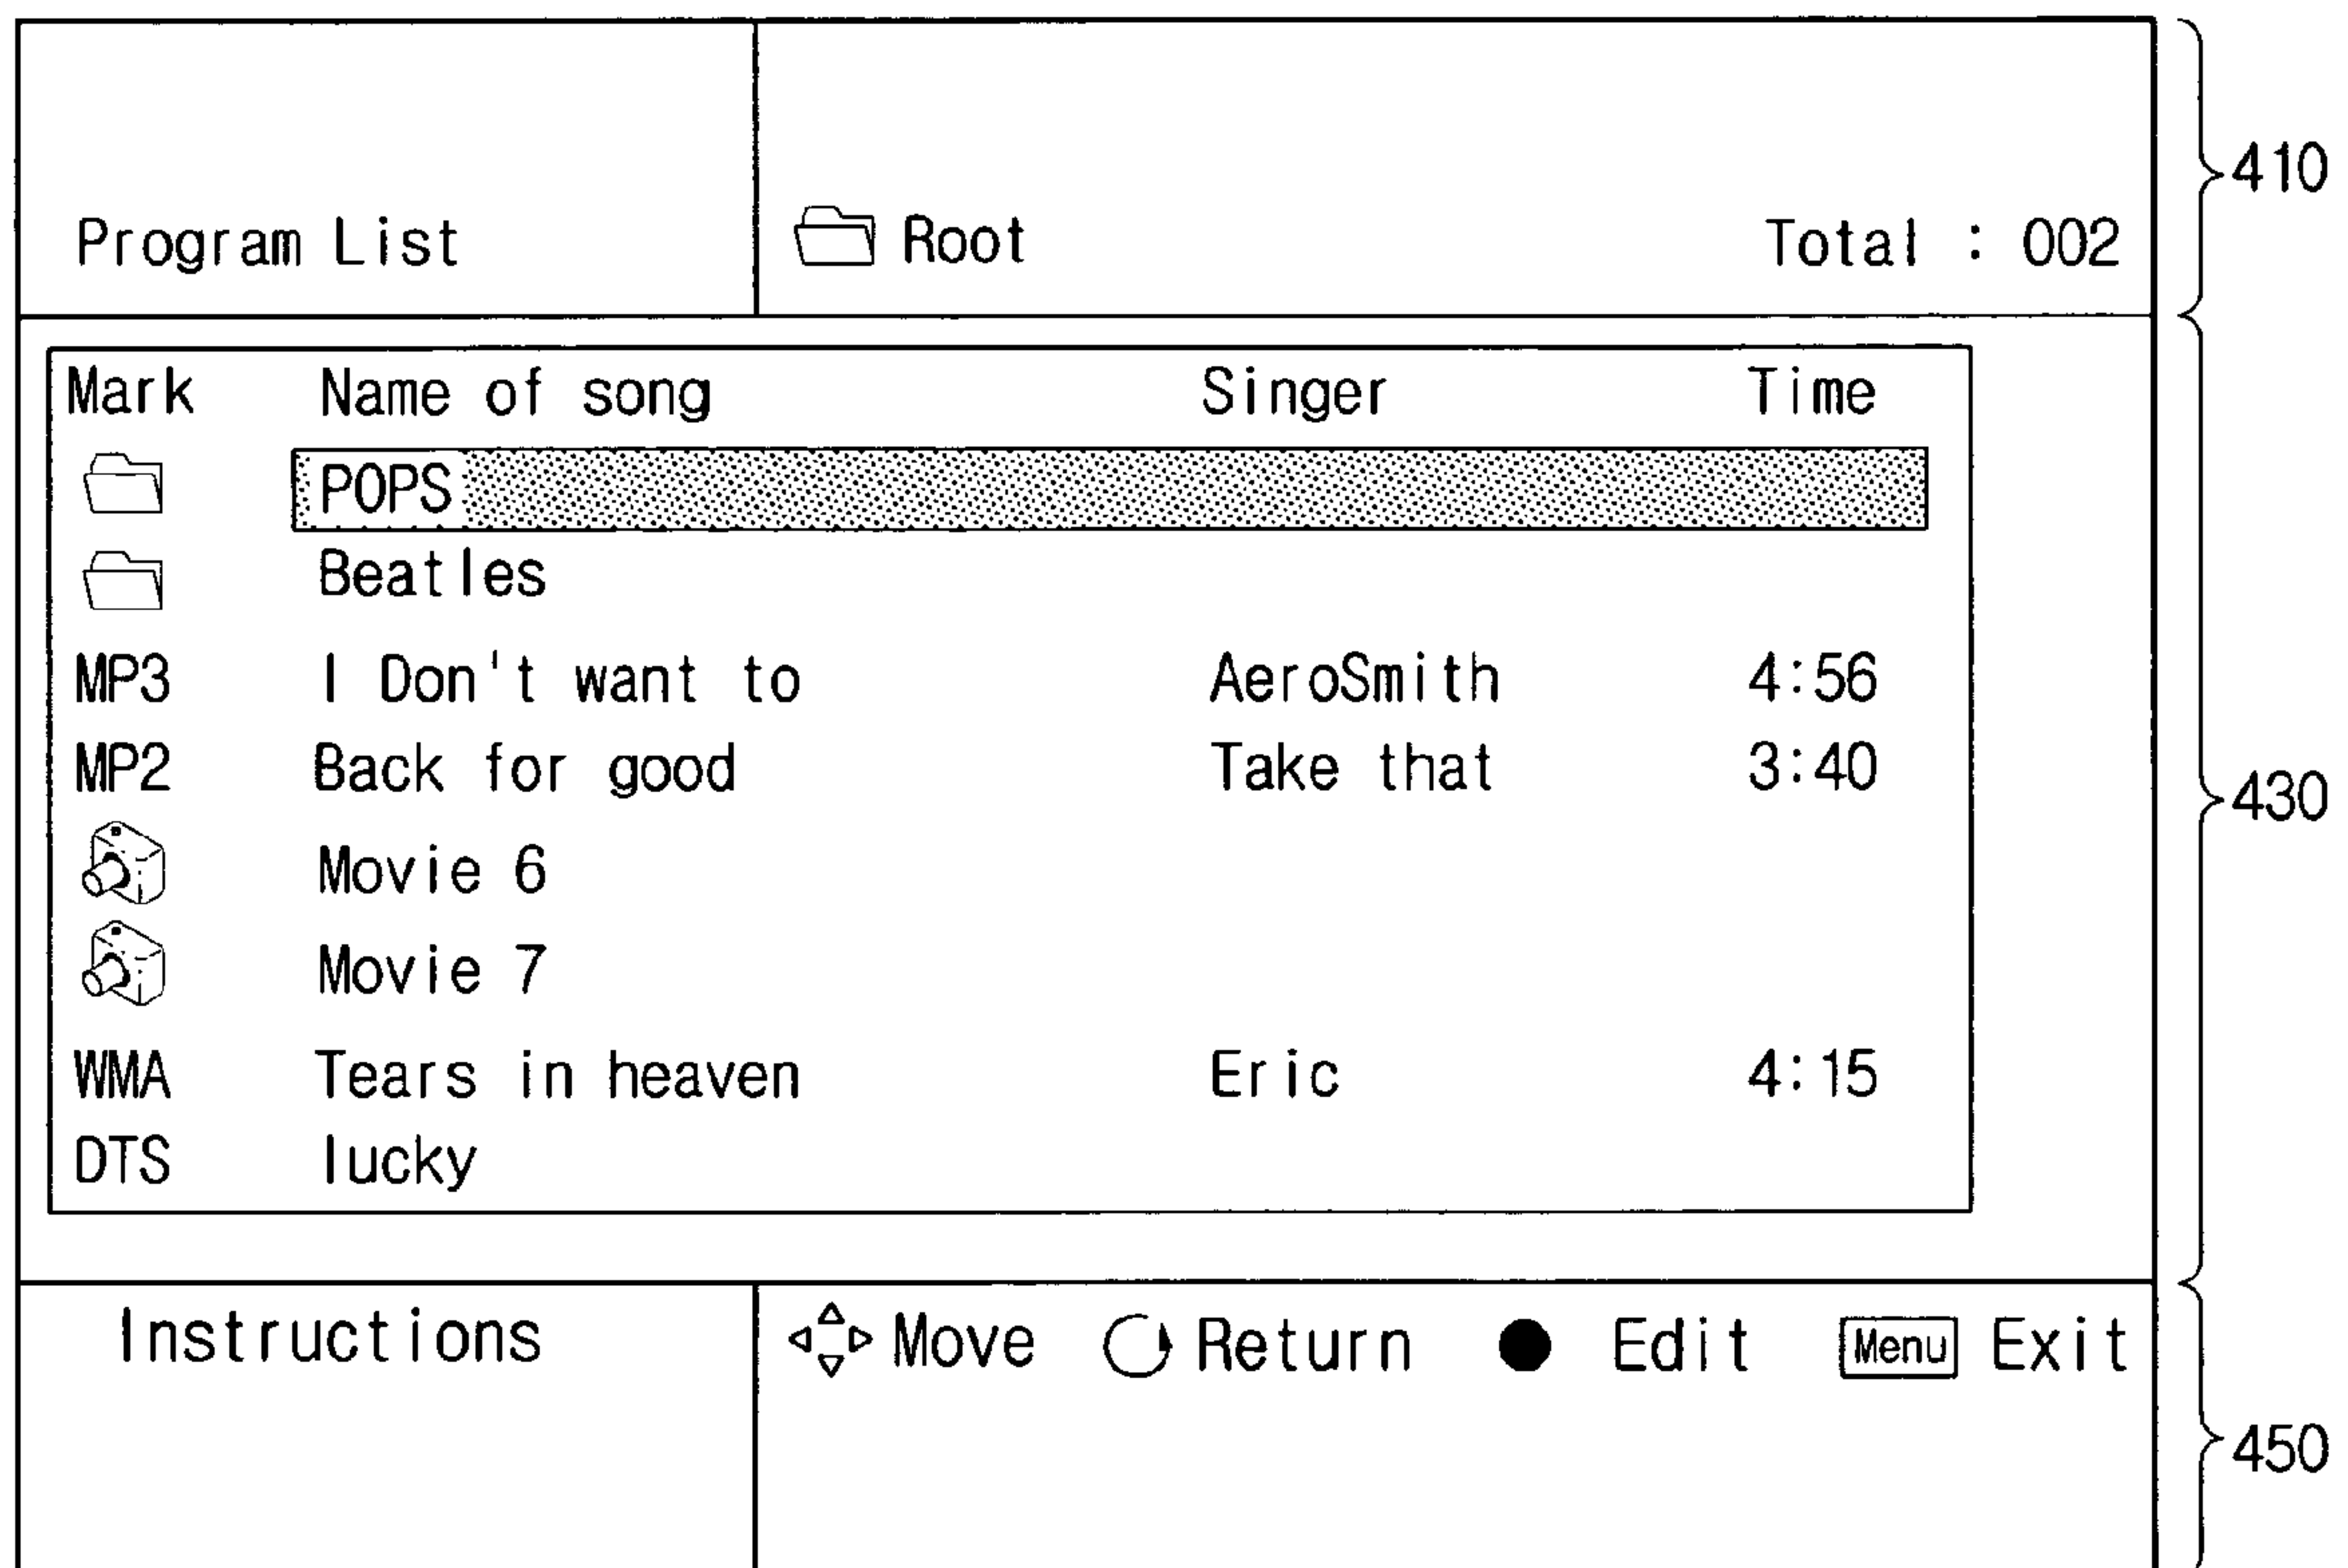 Program List Root Total : 002
410
Mark Name of song Singer Time
POPS
Beatles
MP3 I Don't want to AeroSmith 4:56
MP2 Back for good Take that 3:40
430
Movie 6
Movie 7
WMA Tears in heaven Eric 4:15
DTS lucky
Instructions Move Return Edit Menu Exit
450